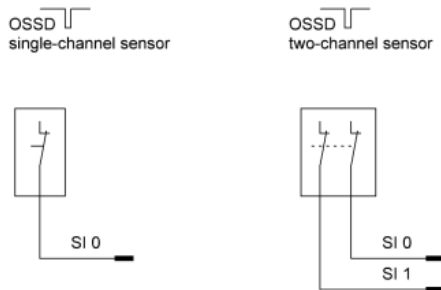 OSSD
single-channel sensor
OSSD
two-channel sensor
SI 0
SI 0
SI 1